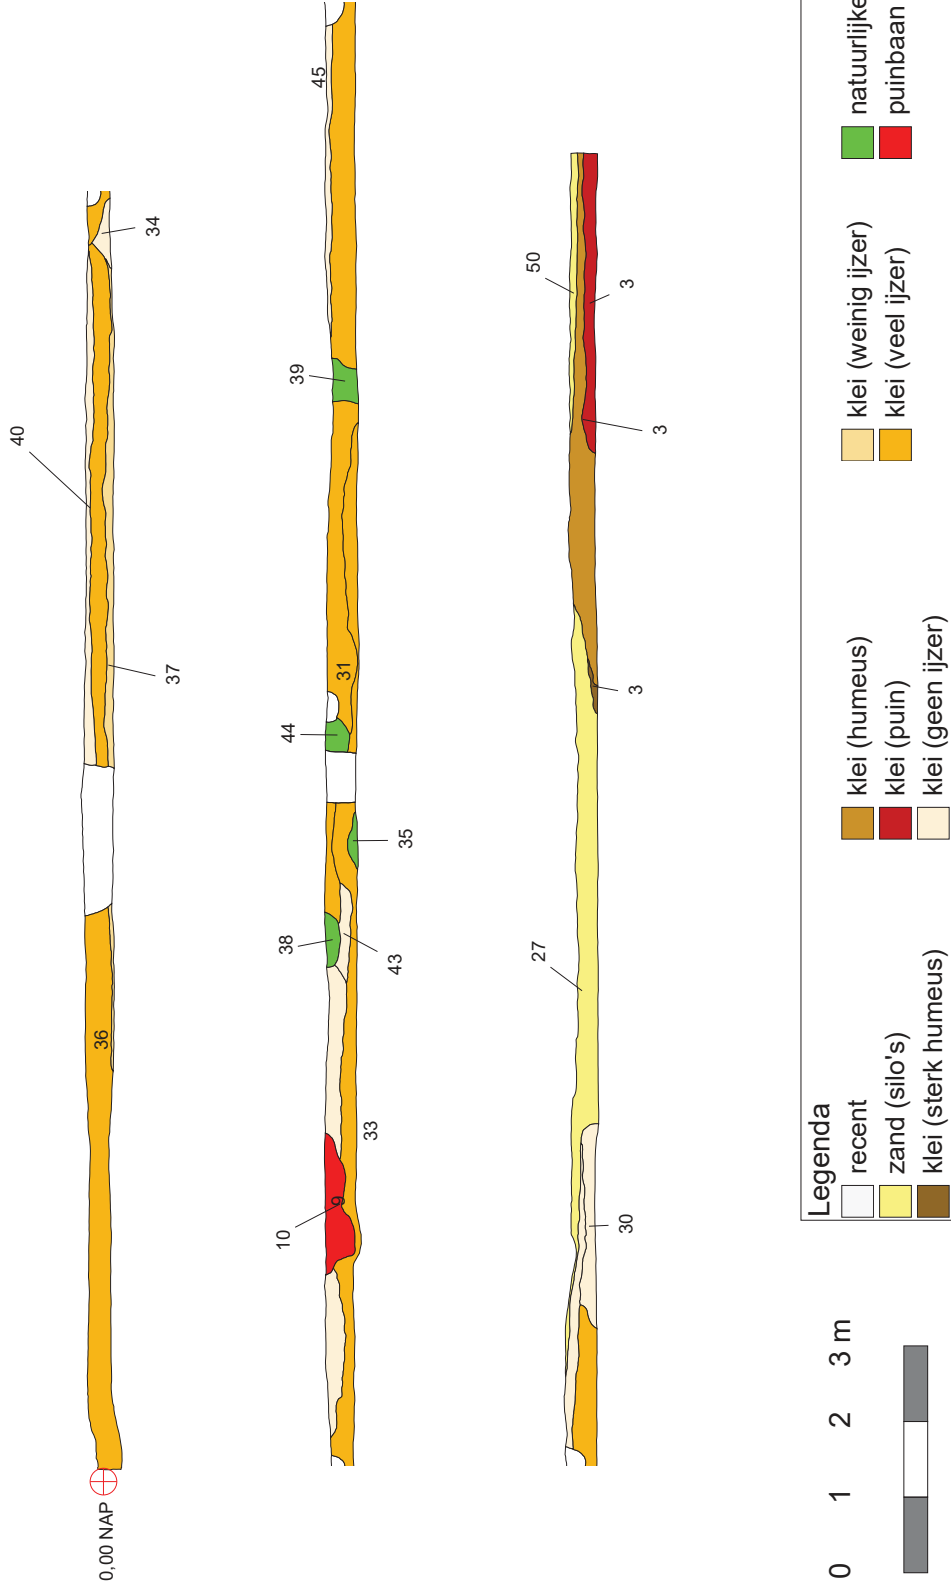 0,00 NAP
36
37
40
34
10
9
33
38
43
35
44
31
39
45
30
27
3
3
50
3
0 1 2 3 m
Legenda
recent
zand (silo's)
klei (sterk humeus)
klei (humeus)
klei (puin)
klei (geen ijzer)
klei (weinig ijzer)
klei (veel ijzer)
natuurlijke
puinbaan